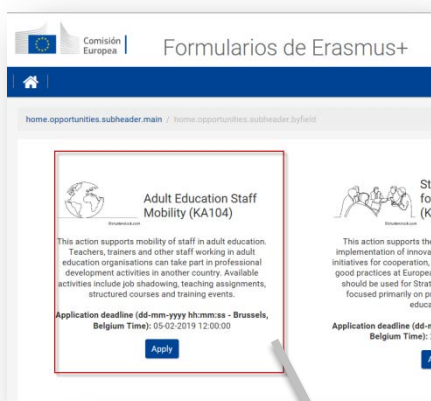 Comisión
Europea
Formularios de Erasmus+
home.opportunities.subheader.main / home.opportunities.subheader.byfield
Adult Education Staff
Mobility (KA104)
This action supports mobility of staff in adult education.
Teachers, trainers and other staff working in adult
education organisations can take part in professional
development activities in another country. Available
activities include job shadowing, teaching assignments,
structured courses and training events.
Application deadline (dd-mm-yyyy hh:mm:ss - Brussels,
Belgium Time): 05-02-2019 12:00:00
Apply
St
fo
(K
This action supports the
implementation of innova
initiatives for cooperation,
good practices at Europea
should be used for Strat
focused primarily on p
educa
Application deadline (dd-m
Belgium Time):